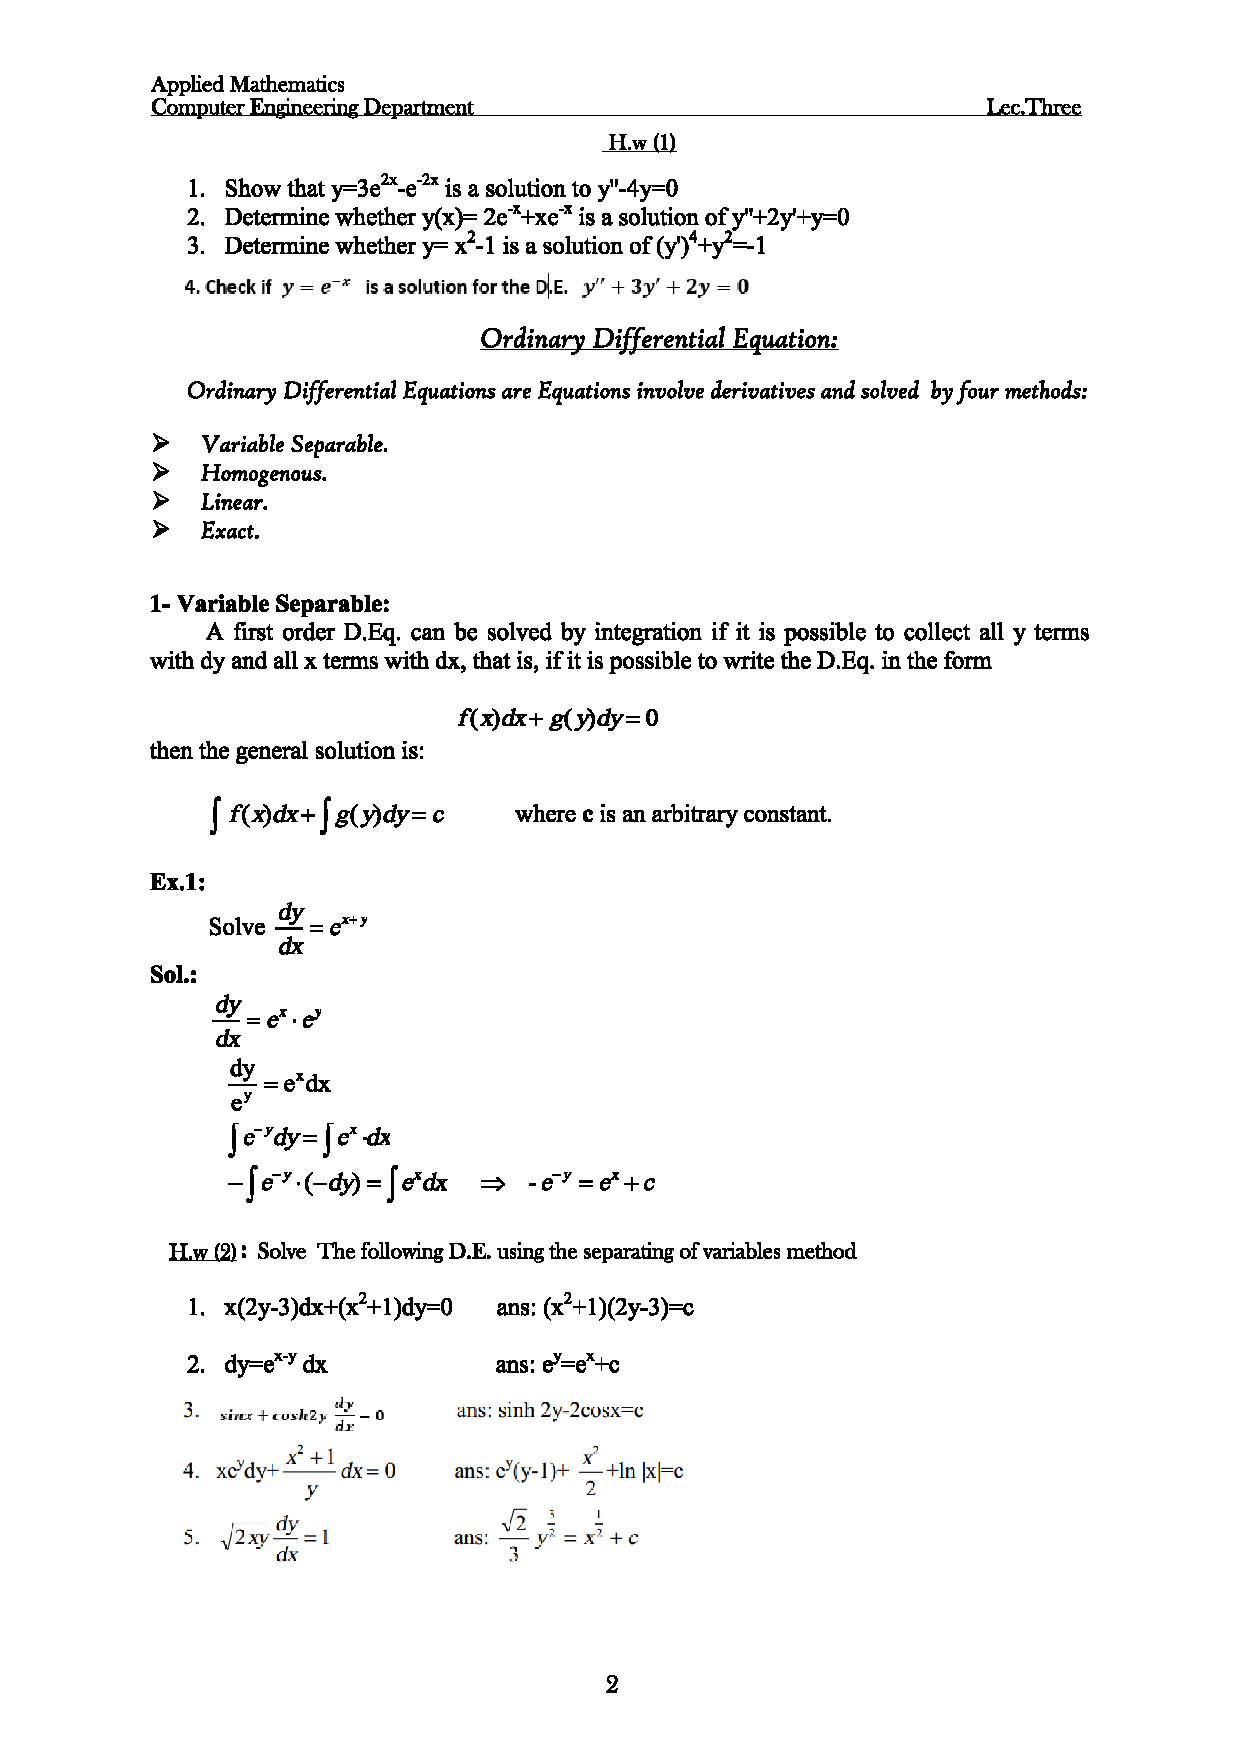 Applied Mathematics
Computer Engineering Department Lec.Three
H.w (1)
1. Show that y=3e^2x-e^-2x is a solution to y"-4y=0
2. Determine whether y(x)= 2e^-x+xe^-x is a solution of y"+2y'+y=0
3. Determine whether y= x^2-1 is a solution of (y')^4+y^2=-1
4. Check if y = e^−x is a solution for the D.E. y′′ + 3y′ + 2y = 0
Ordinary Differential Equation:
Ordinary Differential Equations are Equations involve derivatives and solved by four methods:
➢ Variable Separable.
➢ Homogenous.
➢ Linear.
➢ Exact.
1- Variable Separable:
A first order D.Eq. can be solved by integration if it is possible to collect all y terms
with dy and all x terms with dx, that is, if it is possible to write the D.Eq. in the form
f(x)dx+ g(y)dy= 0
then the general solution is:
∫ f(x)dx+ ∫ g(y)dy= c where c is an arbitrary constant.
Ex.1:
Solve dy/dx = e^x+y
Sol.:
dy/dx = e^x · e^y
dy/e^y = e^x dx
∫ e^−y dy= ∫ e^x ·dx
− ∫ e^−y ·(−dy) = ∫ e^x dx ⇒ - e^−y = e^x + c
H.w (2): Solve The following D.E. using the separating of variables method
1. x(2y-3)dx+(x^2+1)dy=0 ans: (x^2+1)(2y-3)=c
2. dy=e^x-y dx ans: e^y=e^x+c
3. sinx + cosh2y dy/dx − 0 ans: sinh 2y-2cosx=c
4. xe^y dy+ (x^2 +1)/y dx = 0 ans: e^y(y-1)+ x^2/2 +ln |x|=c
5. √2xy dy/dx = 1 ans: √2/3 y^3/2 = x^1/2 + c
2